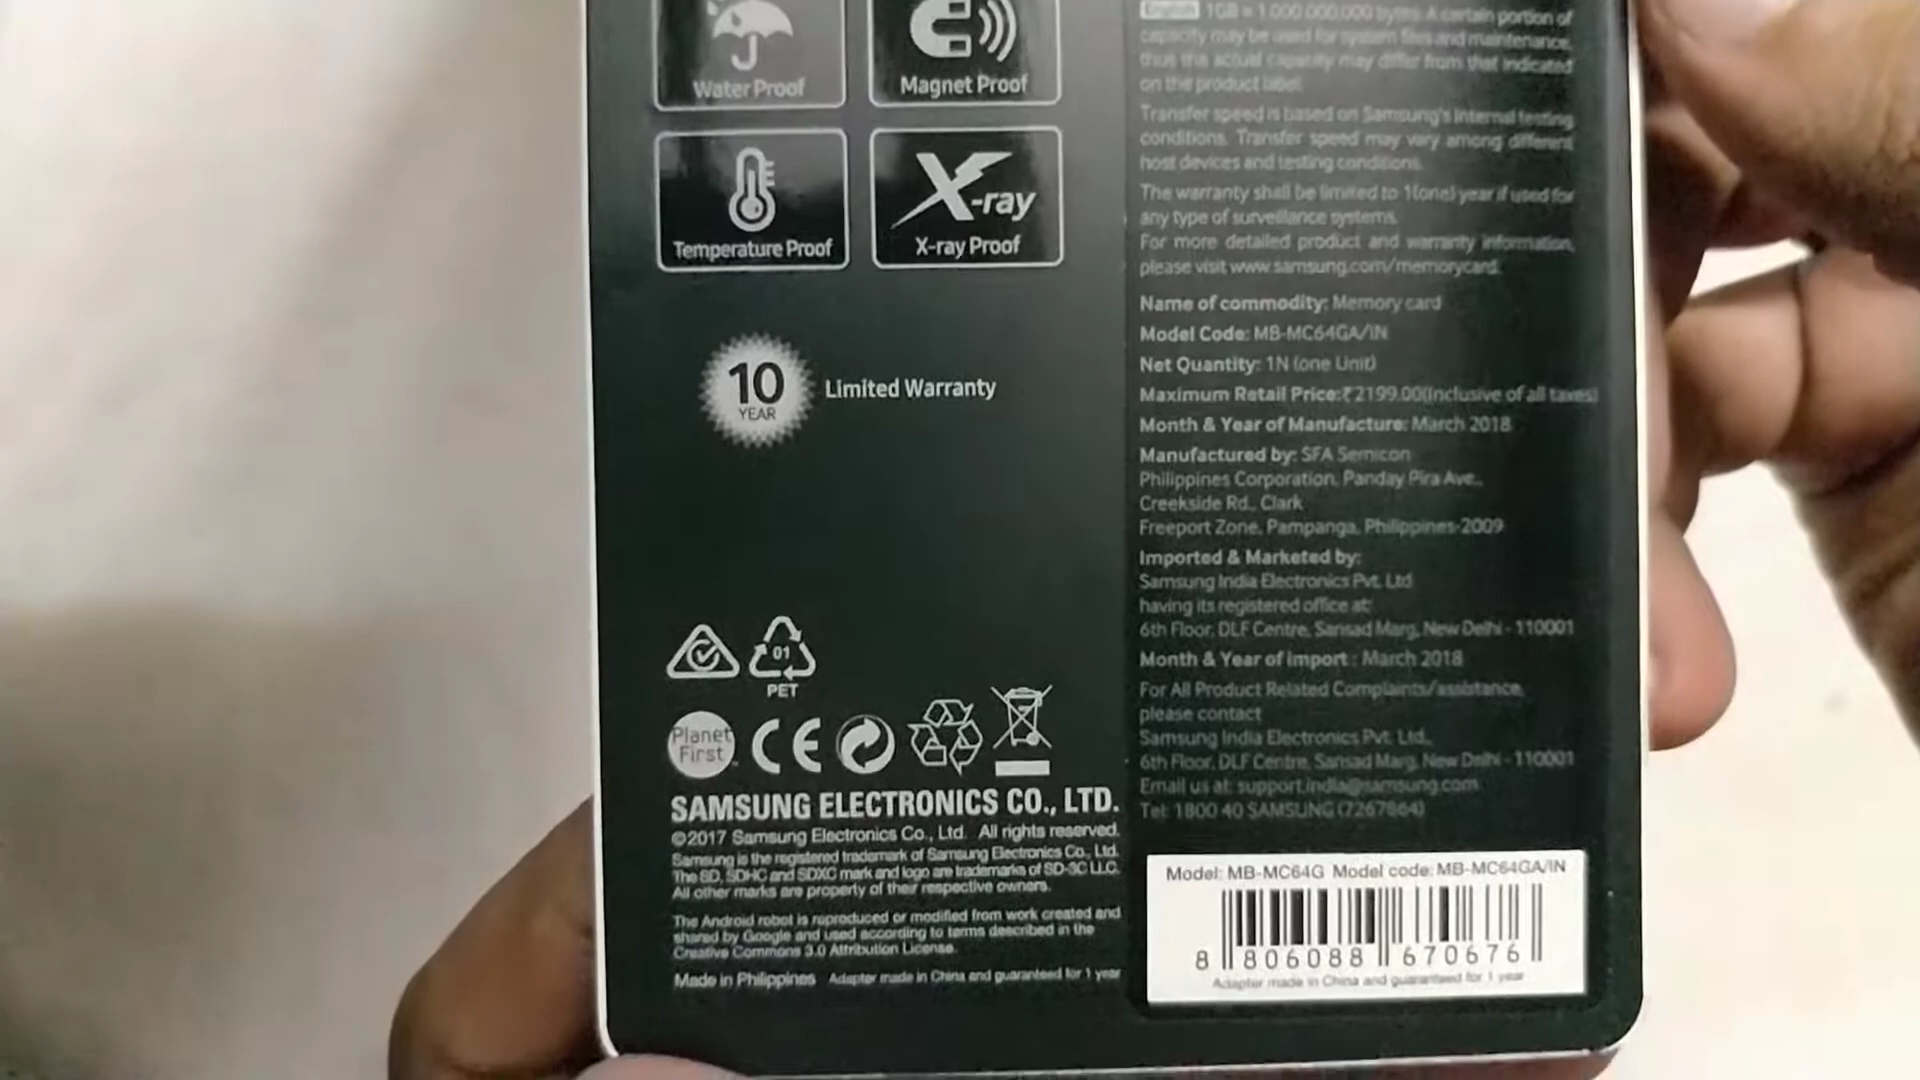 Water Proof
Magnet Proof
Temperature Proof
X-ray
X-ray Proof
10
YEAR
Limited Warranty
01
PET
Planet
First
CE
SAMSUNG ELECTRONICS CO., LTD.
©2017 Samsung Electronics Co., Ltd. All rights reserved.
Samsung is the registered trademark of Samsung Electronics Co., Ltd.
The SD, SDHC and SDXC mark and logo are trademarks of SD-3C LLC.
All other marks are property of their respective owners.
The Android robot is reproduced or modified from work created and
shared by Google and used according to terms described in the
Creative Commons 3.0 Attribution License.
Made in Philippines Adapter made in China and guaranteed for 1 year
English 1GB = 1,000,000,000 bytes. A certain portion of
capacity may be used for system files and maintenance,
thus the actual capacity may differ from that indicated
on the product label.
Transfer speed is based on Samsung's internal testing
conditions. Transfer speed may vary among different
host devices and testing conditions.
The warranty shall be limited to 1(one) year if used for
any type of surveillance systems.
For more detailed product and warranty information,
please visit www.samsung.com/memorycard
Name of commodity: Memory card
Model Code: MB-MC64GA/IN
Net Quantity: 1N (one Unit)
Maximum Retail Price:₹2199.00(Inclusive of all taxes)
Month & Year of Manufacture: March 2018
Manufactured by: SFA Semicon
Philippines Corporation, Panday Pira Ave.,
Creekside Rd., Clark
Freeport Zone, Pampanga, Philippines-2009
Imported & Marketed by:
Samsung India Electronics Pvt. Ltd
having its registered office at:
6th Floor, DLF Centre, Sansad Marg, New Delhi - 110001
Month & Year of import : March 2018
For All Product Related Complaints/assistance,
please contact
Samsung India Electronics Pvt. Ltd.,
6th Floor, DLF Centre, Sansad Marg, New Delhi - 110001
Email us at: support.india@samsung.com
Tel: 1800 40 SAMSUNG (7267864)
Model: MB-MC64G Model code: MB-MC64GA/IN
8 806088 670676
Adapter made in China and guaranteed for 1 year